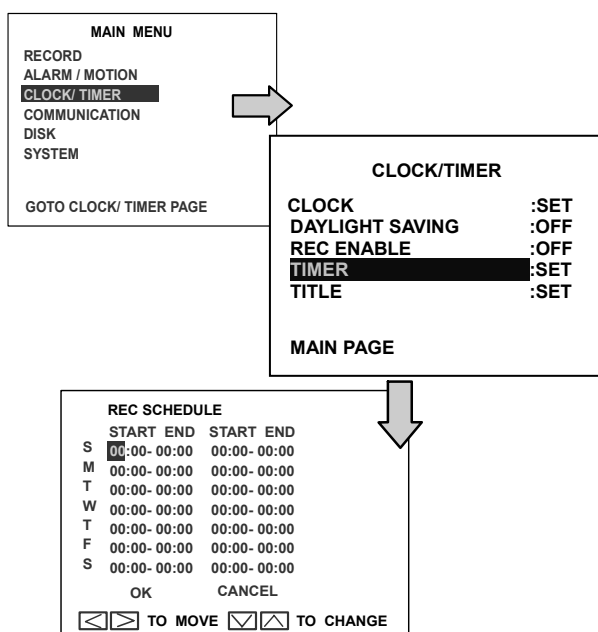 MAIN MENU
RECORD
ALARM / MOTION
CLOCK/ TIMER
COMMUNICATION
DISK
SYSTEM
GOTO CLOCK/ TIMER PAGE
CLOCK/TIMER
CLOCK :SET
DAYLIGHT SAVING :OFF
REC ENABLE :OFF
TIMER :SET
TITLE :SET
MAIN PAGE
REC SCHEDULE
START END START END
S 00:00- 00:00 00:00- 00:00
M 00:00- 00:00 00:00- 00:00
T 00:00- 00:00 00:00- 00:00
W 00:00- 00:00 00:00- 00:00
T 00:00- 00:00 00:00- 00:00
F 00:00- 00:00 00:00- 00:00
S 00:00- 00:00 00:00- 00:00
OK CANCEL
TO MOVE TO CHANGE